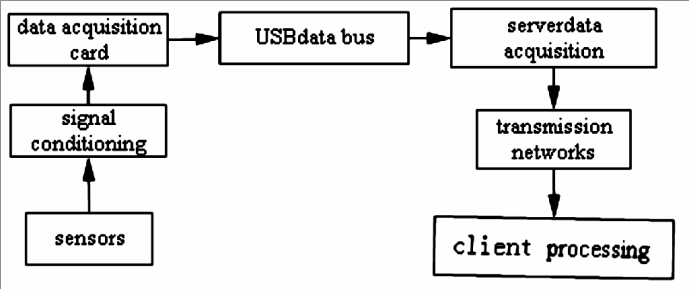 data acquisition
card
USBdata bus
serverdata
acquisition
signal
conditioning
transmission
networks
sensors
client processing